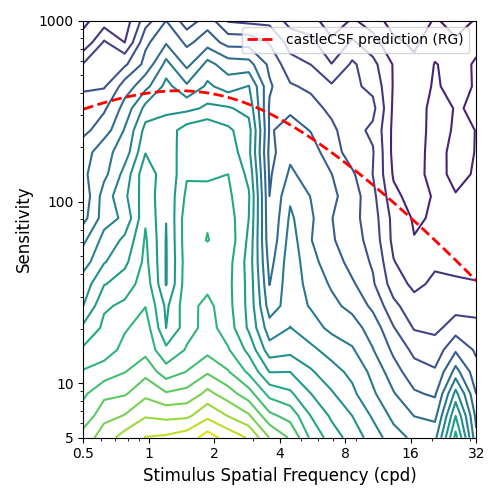 1000
castleCSF prediction (RG)
100
10
5
Sensitivity
0.5 1 2 4 8 16 32
Stimulus Spatial Frequency (cpd)